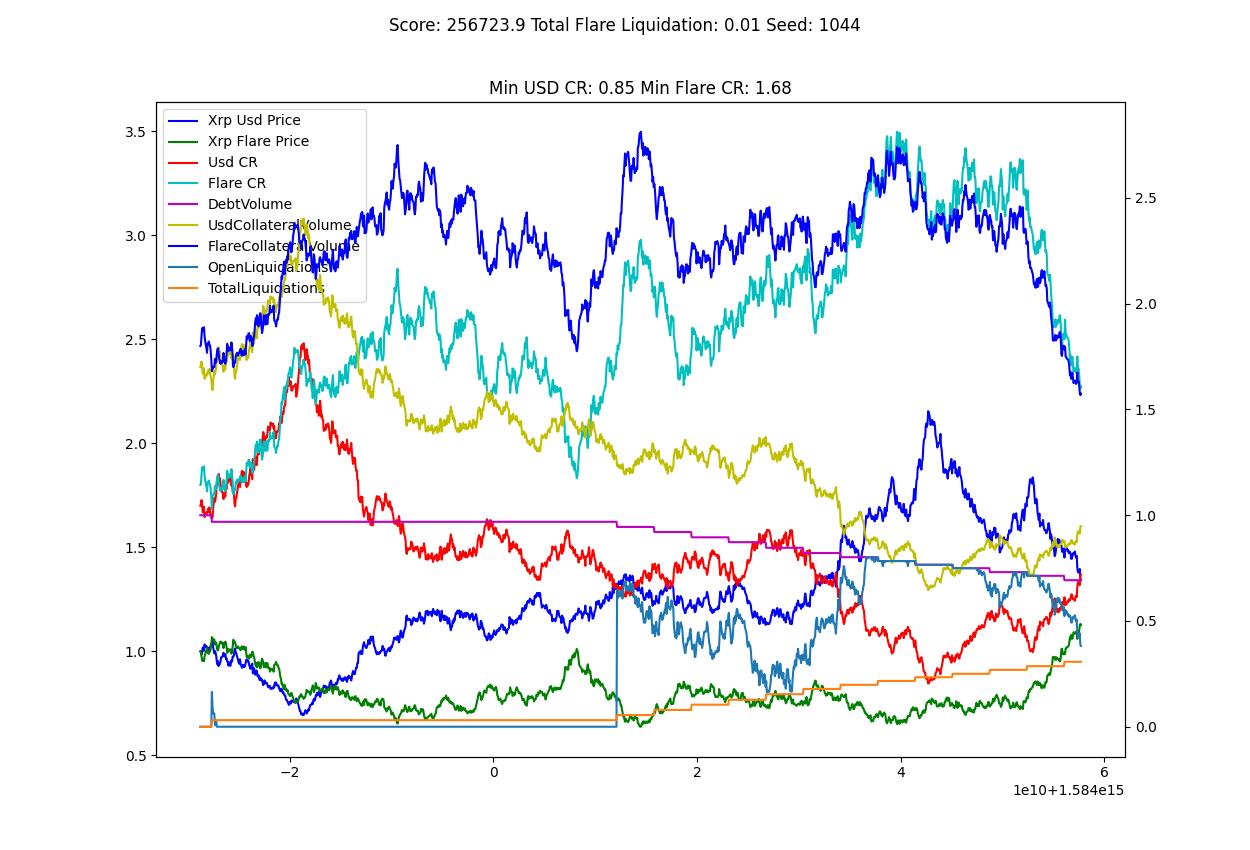 Score: 256723.9 Total Flare Liquidation: 0.01 Seed: 1044
Min USD CR: 0.85 Min Flare CR: 1.68
Xrp Usd Price
Xrp Flare Price
Usd CR
Flare CR
DebtVolume
UsdCollateralVolume
FlareCollateralVolume
OpenLiquidations
TotalLiquidations
3.5
3.0
2.5
2.0
1.5
1.0
0.5
2.5
2.0
1.5
1.0
0.5
0.0
−2
0
2
4
6
1e10+1.584e15